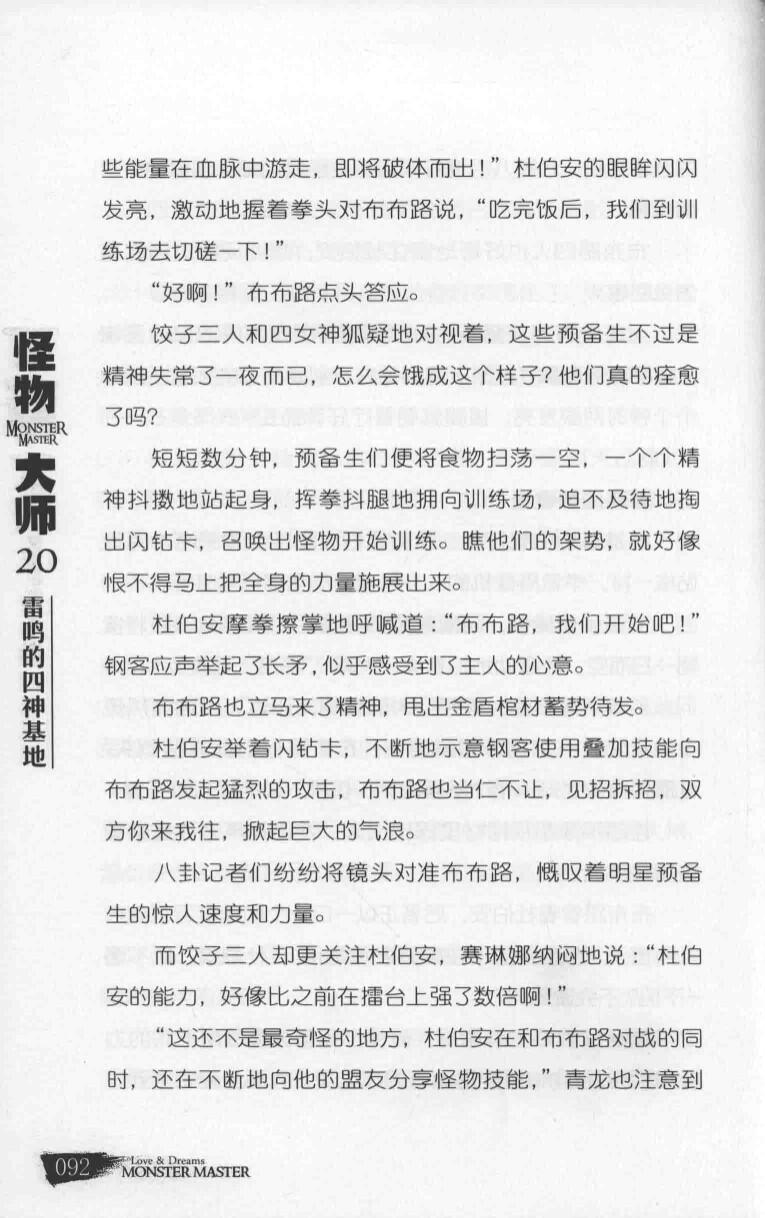 些能量在血脉中游走，即将破体而出！”杜伯安的眼眸闪闪
发亮，激动地握着拳头对布布路说，“吃完饭后，我们到训
练场去切磋一下！”
“好啊！”布布路点头答应。
饺子三人和四女神狐疑地对视着，这些预备生不过是
精神失常了一夜而已，怎么会饿成这个样子？他们真的痊愈
了吗？
短短数分钟，预备生们便将食物扫荡一空，一个个精
神抖擞地站起身，挥拳抖腿地拥向训练场，迫不及待地掏
出闪钻卡，召唤出怪物开始训练。瞧他们的架势，就好像
恨不得马上把全身的力量施展出来。
杜伯安摩拳擦掌地呼喊道：“布布路，我们开始吧！”
钢客应声举起了长矛，似乎感受到了主人的心意。
布布路也立马来了精神，甩出金盾棺材蓄势待发。
杜伯安举着闪钻卡，不断地示意钢客使用叠加技能向
布布路发起猛烈的攻击，布布路也当仁不让，见招拆招，双
方你来我往，掀起巨大的气浪。
八卦记者们纷纷将镜头对准布布路，慨叹着明星预备
生的惊人速度和力量。
而饺子三人却更关注杜伯安，赛琳娜纳闷地说：“杜伯
安的能力，好像比之前在擂台上强了数倍啊！”
“这还不是最奇怪的地方，杜伯安在和布布路对战的同
时，还在不断地向他的盟友分享怪物技能，”青龙也注意到
怪物
MONSTER
MASTER
大师
20
雷鸣的四神基地
092
Love & Dreams
MONSTER MASTER